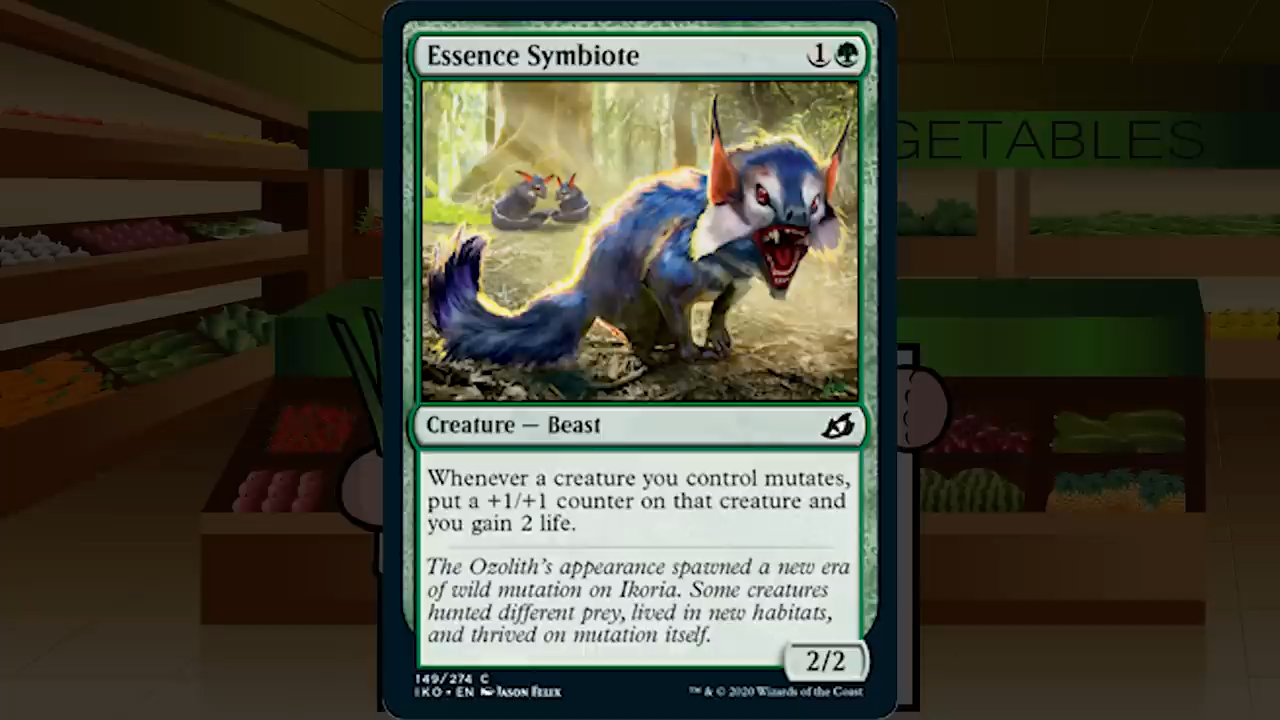 Essence Symbiote 1
GETABLES
Creature — Beast
Whenever a creature you control mutates,
put a +1/+1 counter on that creature and
you gain 2 life.
The Ozolith's appearance spawned a new era
of wild mutation on Ikoria. Some creatures
hunted different prey, lived in new habitats,
and thrived on mutation itself.
2/2
149/274 C
IKO • EN Jason Felix
™ & © 2020 Wizards of the Coast